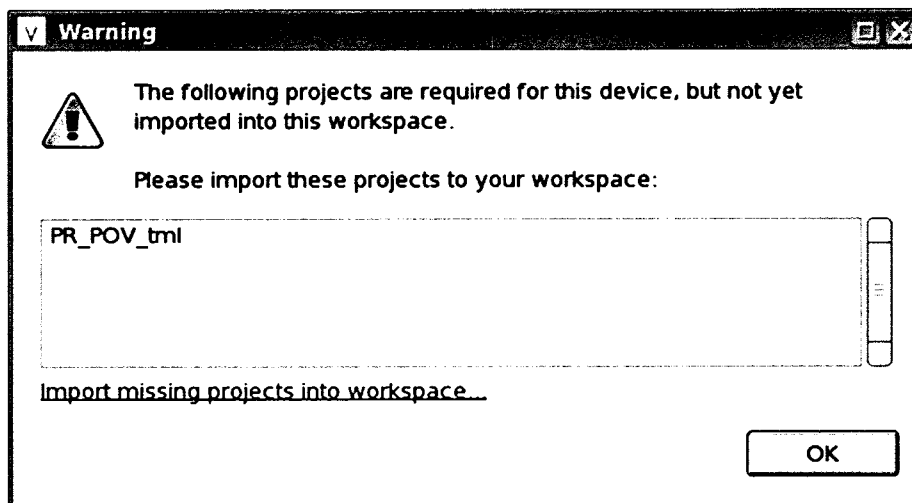 V Warning
The following projects are required for this device, but not yet
imported into this workspace.
Please import these projects to your workspace:
PR_POV_tml
Import missing projects into workspace...
OK